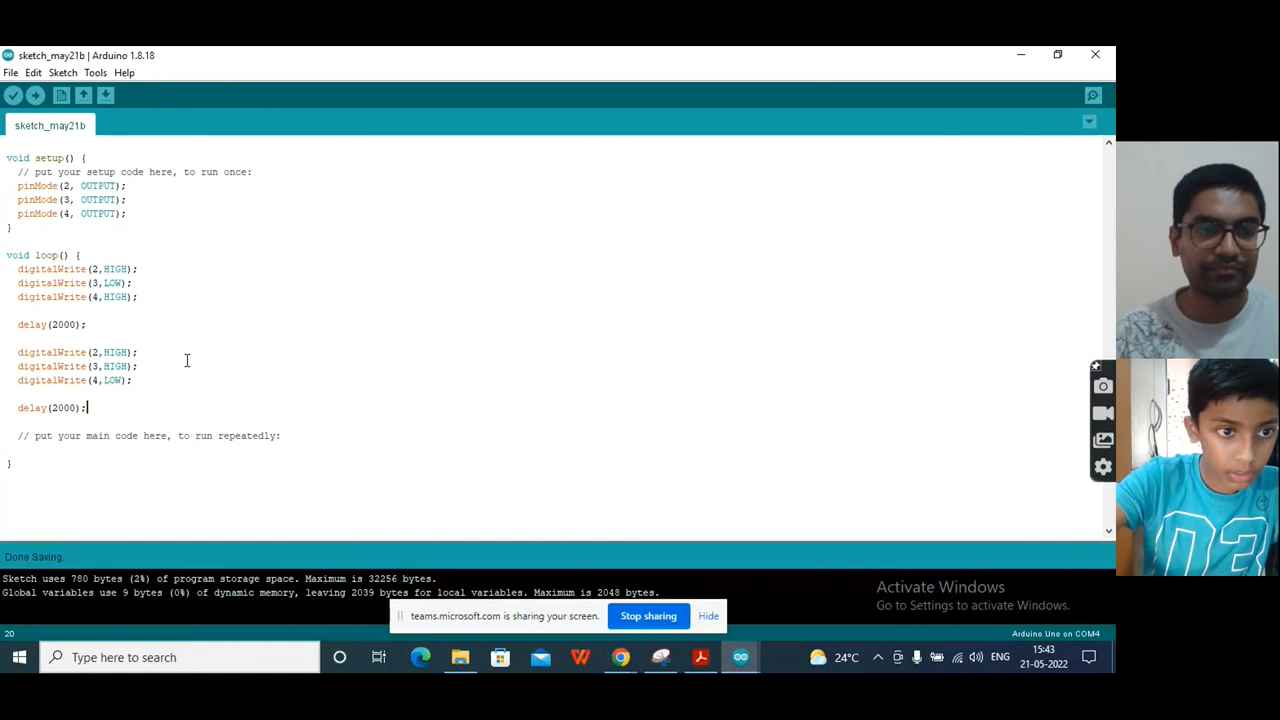 sketch_may21b | Arduino 1.8.18
File Edit Sketch Tools Help
sketch_may21b
void setup() {
// put your setup code here, to run once:
pinMode(2, OUTPUT);
pinMode(3, OUTPUT);
pinMode(4, OUTPUT);
}
void loop() {
digitalWrite(2,HIGH);
digitalWrite(3,LOW);
digitalWrite(4,HIGH);
delay(2000);
digitalWrite(2,HIGH);
digitalWrite(3,HIGH);
digitalWrite(4,LOW);
delay(2000);
// put your main code here, to run repeatedly:
}
03
Done Saving.
Sketch uses 780 bytes (2%) of program storage space. Maximum is 32256 bytes.
Global variables use 9 bytes (0%) of dynamic memory, leaving 2039 bytes for local variables. Maximum is 2048 bytes.
Activate Windows
Go to Settings to activate Windows.
teams.microsoft.com is sharing your screen. Stop sharing Hide
20 Arduino Uno on COM4
Type here to search
24°C ENG 15:43
21-05-2022